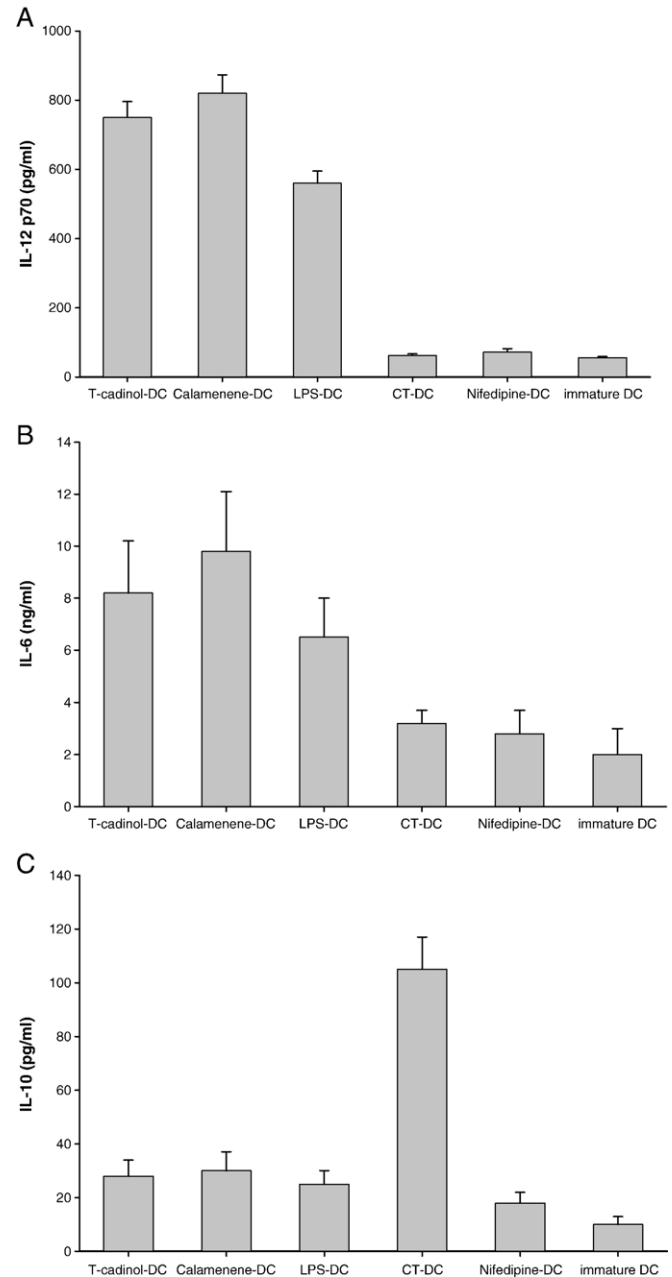 A
1000
800
600
400
200
0
IL-12 p70 (pg/ml)
T-cadinol-DC Calamenene-DC LPS-DC CT-DC Nifedipine-DC immature DC
B
14
12
10
8
6
4
2
0
IL-6 (ng/ml)
T-cadinol-DC Calamenene-DC LPS-DC CT-DC Nifedipine-DC immature DC
C
140
120
100
80
60
40
20
0
IL-10 (pg/ml)
T-cadinol-DC Calamenene-DC LPS-DC CT-DC Nifedipine-DC immature DC